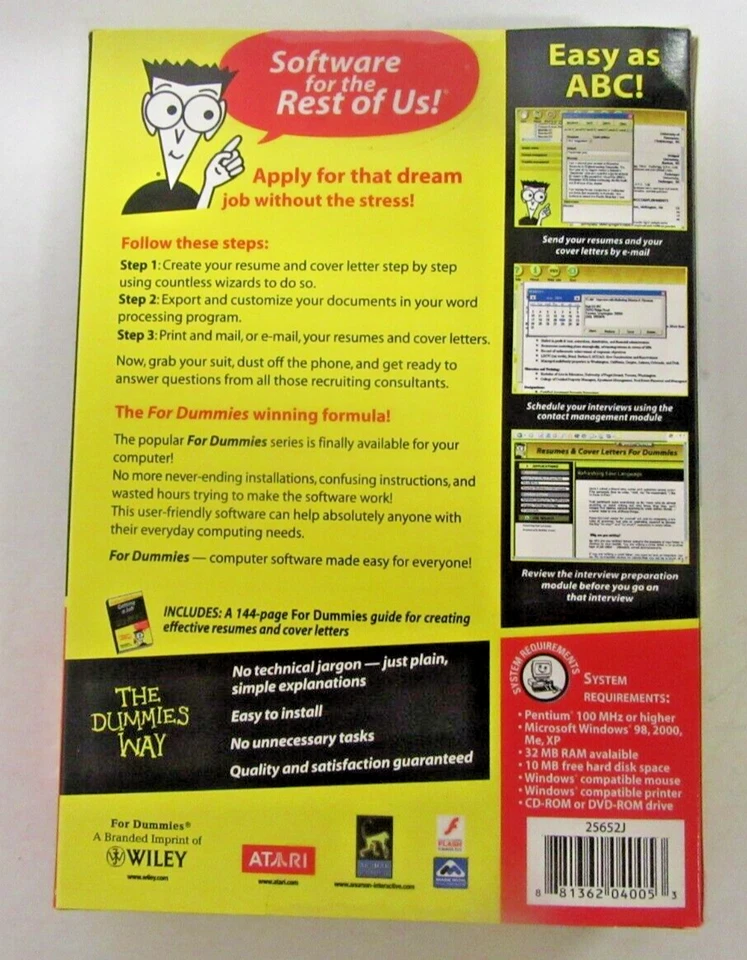 Software
for the
Rest of Us!®
Apply for that dream
job without the stress!
Follow these steps:
Step 1: Create your resume and cover letter step by step
using countless wizards to do so.
Step 2: Export and customize your documents in your word
processing program.
Step 3: Print and mail, or e-mail, your resumes and cover letters.
Now, grab your suit, dust off the phone, and get ready to
answer questions from all those recruiting consultants.
The For Dummies winning formula!
The popular For Dummies series is finally available for your
computer!
No more never-ending installations, confusing instructions, and
wasted hours trying to make the software work!
This user-friendly software can help absolutely anyone with
their everyday computing needs.
For Dummies — computer software made easy for everyone!
INCLUDES: A 144-page For Dummies guide for creating
effective resumes and cover letters
THE
DUMMIES
WAY
No technical jargon — just plain,
simple explanations
Easy to install
No unnecessary tasks
Quality and satisfaction guaranteed
For Dummies®
A Branded Imprint of
WILEY
www.wiley.com
ATARI
www.atari.com
www.anuman-interactive.com
FLASH
Easy as
ABC!
Send your resumes and your
cover letters by e-mail
Schedule your interviews using the
contact management module
Resumes & Cover Letters For Dummies
Refreshing Your Language
Review the interview preparation
module before you go on
that interview
SYSTEM REQUIREMENTS
SYSTEM
REQUIREMENTS:
• Pentium® 100 MHz or higher
• Microsoft Windows® 98, 2000,
Me, XP
• 32 MB RAM avalaible
• 10 MB free hard disk space
• Windows® compatible mouse
• Windows® compatible printer
• CD-ROM or DVD-ROM drive
25652J
8 81362 04005 3